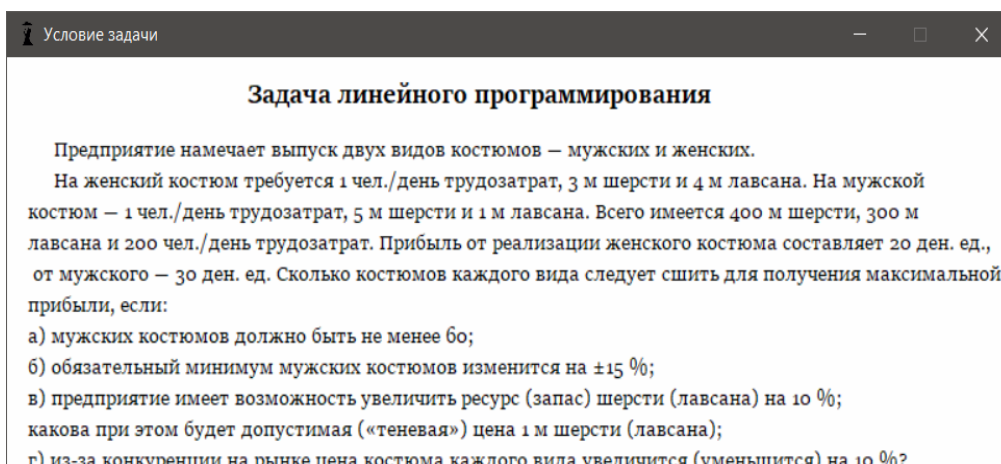 Условие задачи
Задача линейного программирования
Предприятие намечает выпуск двух видов костюмов — мужских и женских.
На женский костюм требуется 1 чел./день трудозатрат, 3 м шерсти и 4 м лавсана. На мужской
костюм — 1 чел./день трудозатрат, 5 м шерсти и 1 м лавсана. Всего имеется 400 м шерсти, 300 м
лавсана и 200 чел./день трудозатрат. Прибыль от реализации женского костюма составляет 20 ден. ед.,
от мужского — 30 ден. ед. Сколько костюмов каждого вида следует сшить для получения максимальной
прибыли, если:
а) мужских костюмов должно быть не менее 60;
б) обязательный минимум мужских костюмов изменится на ±15 %;
в) предприятие имеет возможность увеличить ресурс (запас) шерсти (лавсана) на 10 %;
какова при этом будет допустимая («теневая») цена 1 м шерсти (лавсана);
г) из-за конкуренции на рынке цена костюма каждого вида увеличится (уменьшится) на 10 %?